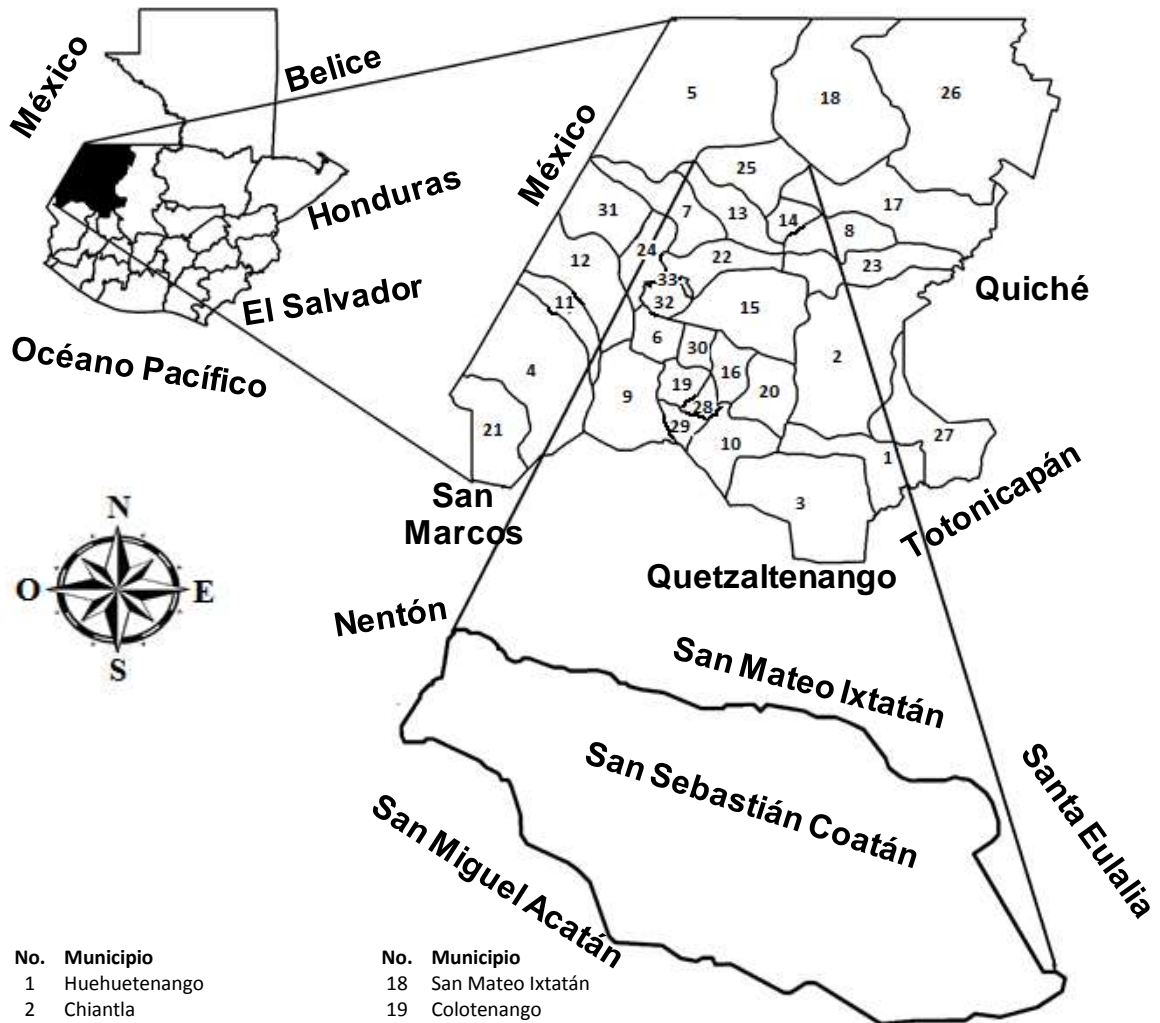 México
Belice
Honduras
El Salvador
Océano Pacífico
México
5
18
26
25
17
31
7
13
14
8
24
22
23
12
33
Quiché
11
32
15
6
30
2
4
16
19
20
9
28
21
29
27
10
1
San
Marcos
3
Totonicapán
Quetzaltenango
N
O
E
S
Nentón
San Mateo Ixtatán
San Sebastián Coatán
Santa Eulalia
San Miguel Acatán
No. Municipio
1 Huehuetenango
2 Chiantla
No. Municipio
18 San Mateo Ixtatán
19 Colotenango